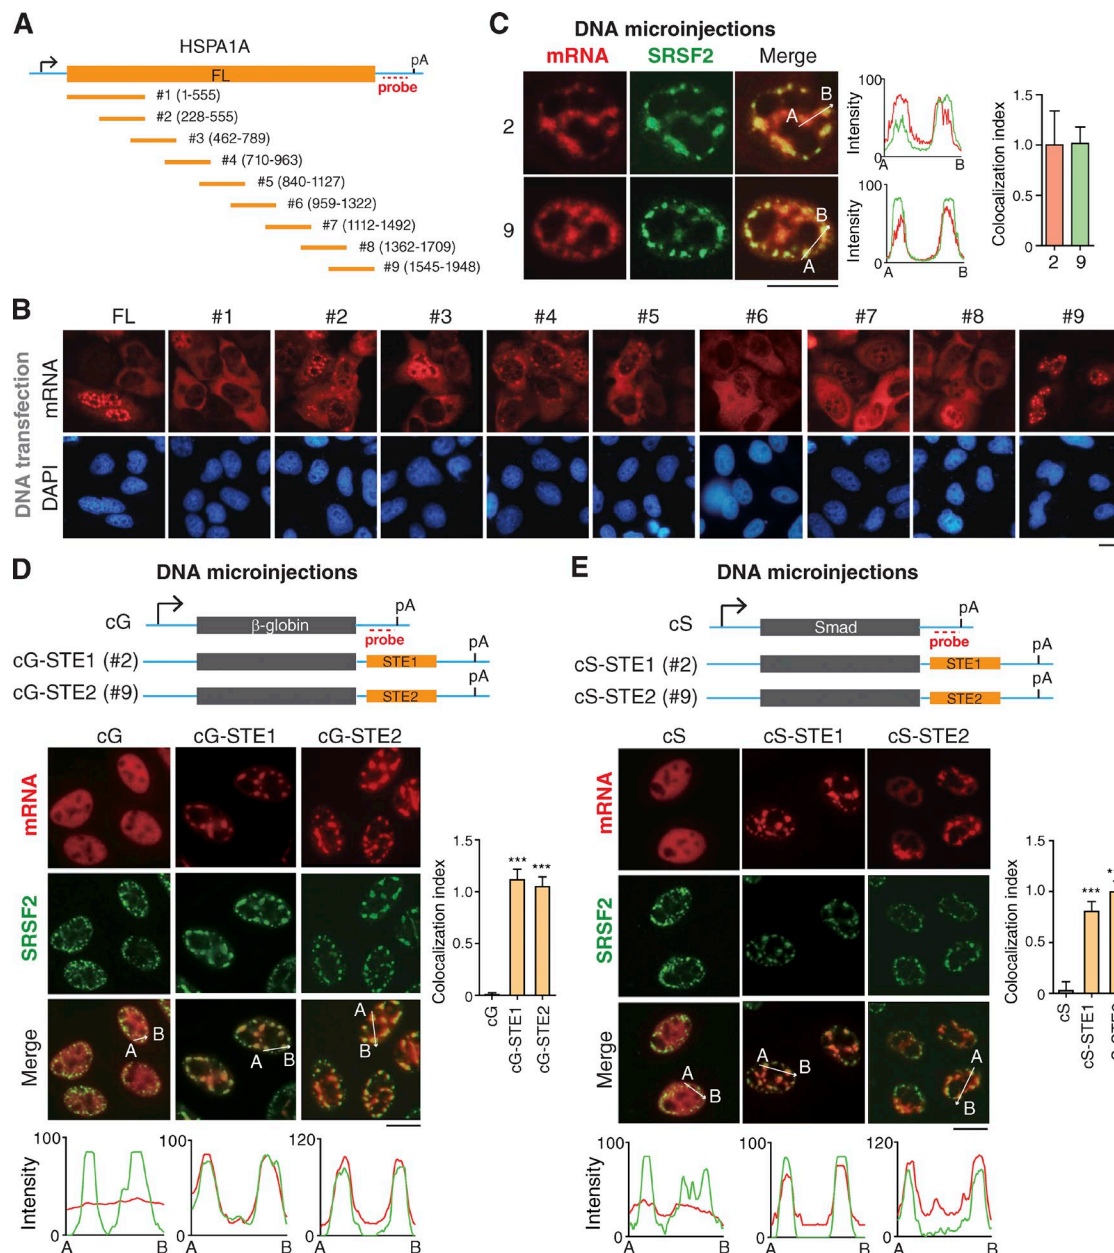 A
HSPA1A
pA
FL
probe
#1 (1-555)
#2 (228-555)
#3 (462-789)
#4 (710-963)
#5 (840-1127)
#6 (959-1322)
#7 (1112-1492)
#8 (1362-1709)
#9 (1545-1948)
C
DNA microinjections
mRNA SRSF2 Merge
2
A
B
100
Intensity
0
A B
9
A
B
100
Intensity
0
A B
Colocalization index
1.5
1.0
0.5
0
2 9
B
FL #1 #2 #3 #4 #5 #6 #7 #8 #9
DNA transfection
mRNA
DAPI
D
DNA microinjections
cG
β-globin
pA
probe
cG-STE1 (#2)
STE1
pA
cG-STE2 (#9)
STE2
pA
cG cG-STE1 cG-STE2
mRNA
SRSF2
Merge
A B
A B
A
B
Colocalization index
1.5
1.0
0.5
0
*** ***
cG
cG-STE1
cG-STE2
Intensity
100
0
A B
100
0
120
0
A B
E
DNA microinjections
cS
Smad
pA
probe
cS-STE1 (#2)
STE1
pA
cS-STE2 (#9)
STE2
pA
cS cS-STE1 cS-STE2
mRNA
SRSF2
Merge
A
B
A
B
A
B
Colocalization index
1.5
1.0
0.5
0
***
cS
cS-STE1
Intensity
100
0
A B
100
0
120
0
A B